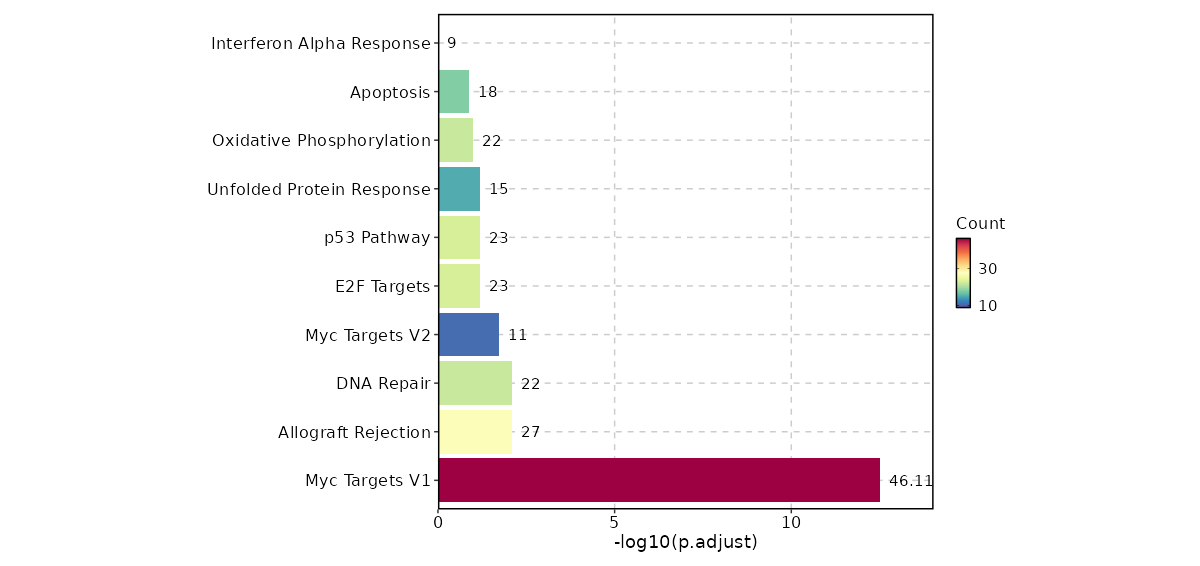 Interferon Alpha Response 9
Apoptosis 18
Oxidative Phosphorylation 22
Unfolded Protein Response 15
p53 Pathway 23
E2F Targets 23
Myc Targets V2 11
DNA Repair 22
Allograft Rejection 27
Myc Targets V1 46.11
0 5 10
-log10(p.adjust)
Count
30
10